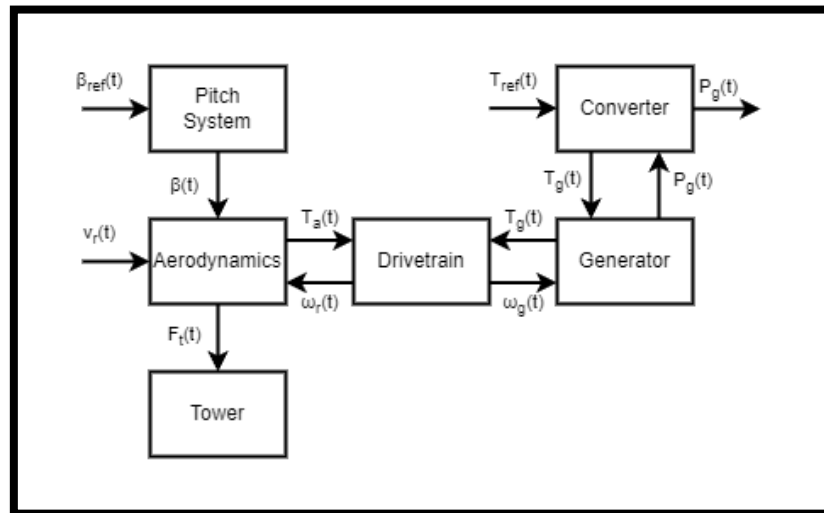 β_ref(t)
Pitch
System
T_ref(t)
Converter
P_g(t)
β(t)
T_g(t)
P_g(t)
v_r(t)
Aerodynamics
T_a(t)
ω_r(t)
Drivetrain
T_g(t)
ω_g(t)
Generator
F_t(t)
Tower